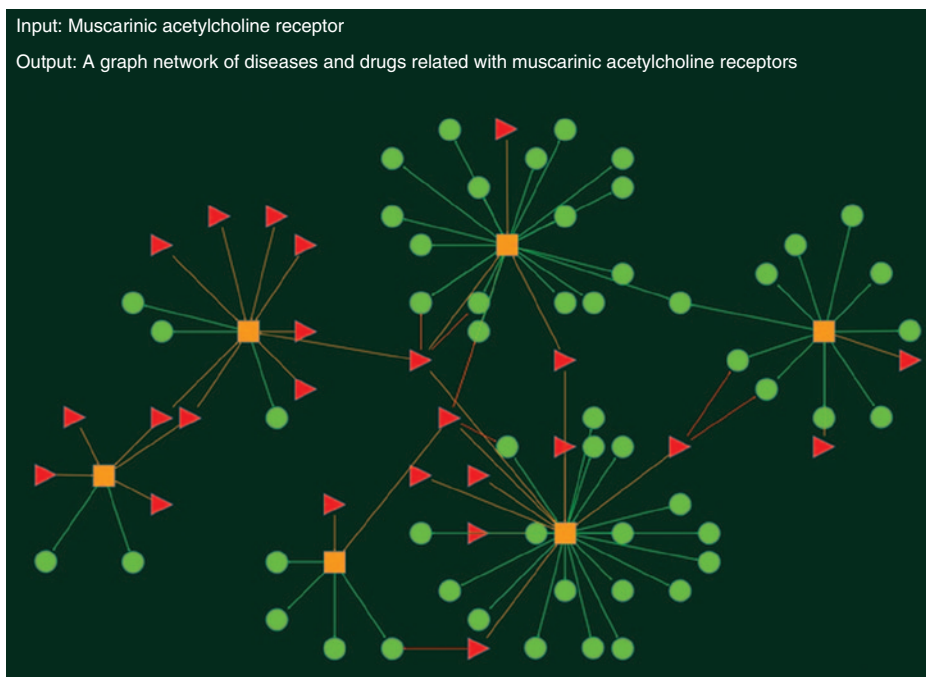 Input: Muscarinic acetylcholine receptor
Output: A graph network of diseases and drugs related with muscarinic acetylcholine receptors